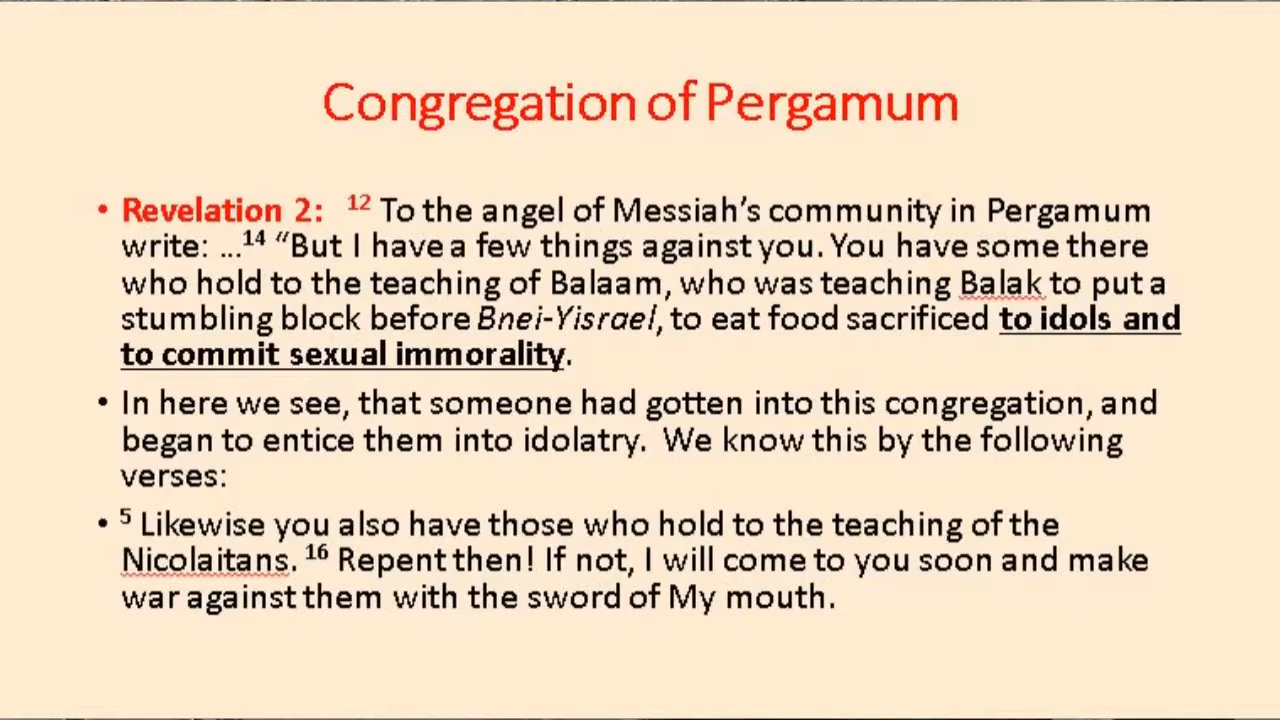 Congregation of Pergamum
• Revelation 2: 12 To the angel of Messiah’s community in Pergamum
write: ...14 “But I have a few things against you. You have some there
who hold to the teaching of Balaam, who was teaching Balak to put a
stumbling block before Bnei-Yisrael, to eat food sacrificed to idols and
to commit sexual immorality.
• In here we see, that someone had gotten into this congregation, and
began to entice them into idolatry. We know this by the following
verses:
• 5 Likewise you also have those who hold to the teaching of the
Nicolaitans. 16 Repent then! If not, I will come to you soon and make
war against them with the sword of My mouth.